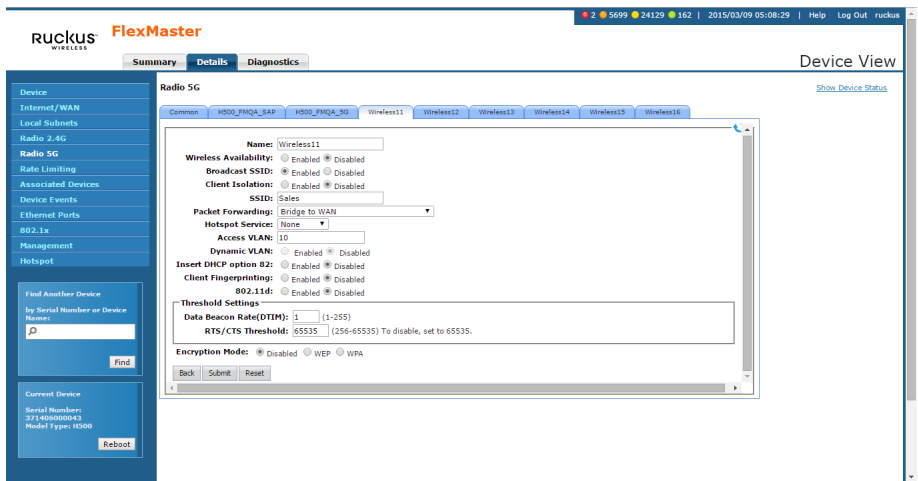 2 5699 24129 162 | 2015/03/09 05:08:29 | Help Log Out ruckus
Ruckus WIRELESS
FlexMaster
Summary Details Diagnostics
Device View
Device
Internet/WAN
Local Subnets
Radio 2.4G
Radio 5G
Rate Limiting
Associated Devices
Device Events
Ethernet Ports
802.1x
Management
Hotspot
Find Another Device
by Serial Number or Device
Name:
Find
Current Device
Serial Number:
371406000043
Model Type: H500
Reboot
Radio 5G
Show Device Status
Common H500_FMQA_SAP H500_FMQA_5G Wireless11 Wireless12 Wireless13 Wireless14 Wireless15 Wireless16
Name: Wireless11
Wireless Availability: Enabled Disabled
Broadcast SSID: Enabled Disabled
Client Isolation: Enabled Disabled
SSID: Sales
Packet Forwarding: Bridge to WAN
Hotspot Service: None
Access VLAN: 10
Dynamic VLAN: Enabled Disabled
Insert DHCP option 82: Enabled Disabled
Client Fingerprinting: Enabled Disabled
802.11d: Enabled Disabled
Threshold Settings
Data Beacon Rate(DTIM): 1 (1-255)
RTS/CTS Threshold: 65535 (256-65535) To disable, set to 65535.
Encryption Mode: Disabled WEP WPA
Back Submit Reset